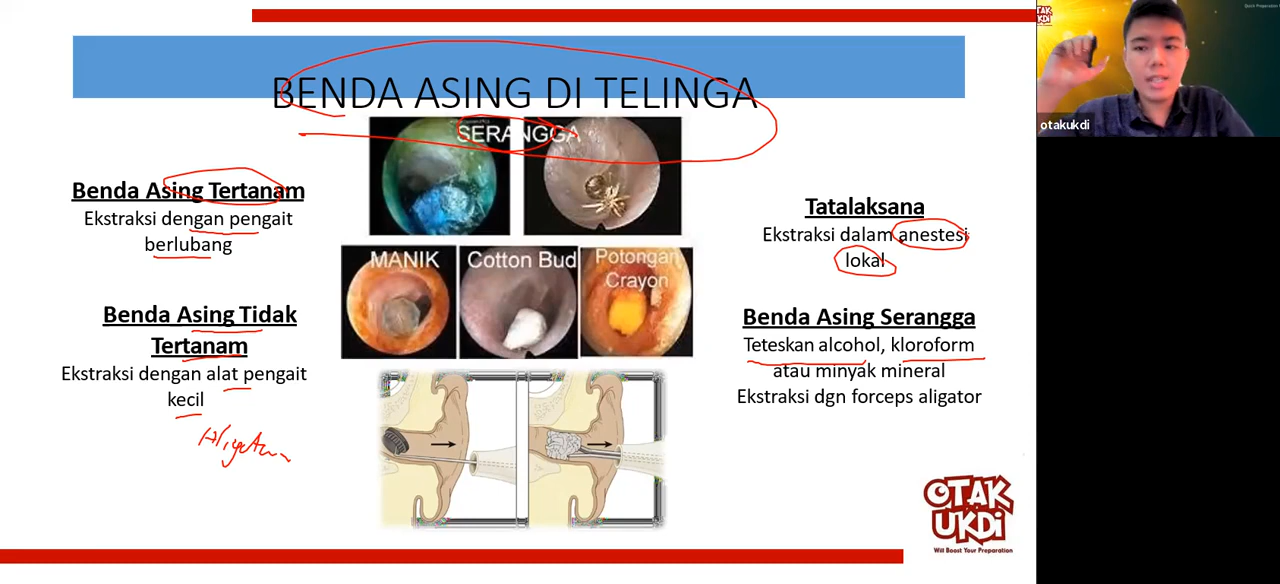 BENDA ASING DI TELINGA
SERANGGA
Benda Asing Tertanam
Ekstraksi dengan pengait
berlubang
Benda Asing Tidak
Tertanam
Ekstraksi dengan alat pengait
kecil
MANIK
Cotton Bud
Potongan
Crayon
Tatalaksana
Ekstraksi dalam anestesi
lokal
Benda Asing Serangga
Teteskan alcohol, kloroform
atau minyak mineral
Ekstraksi dgn forceps aligator
OTAK
UKDI
Will Boost Your Preparation
OTAK
UKDI
otakukdi